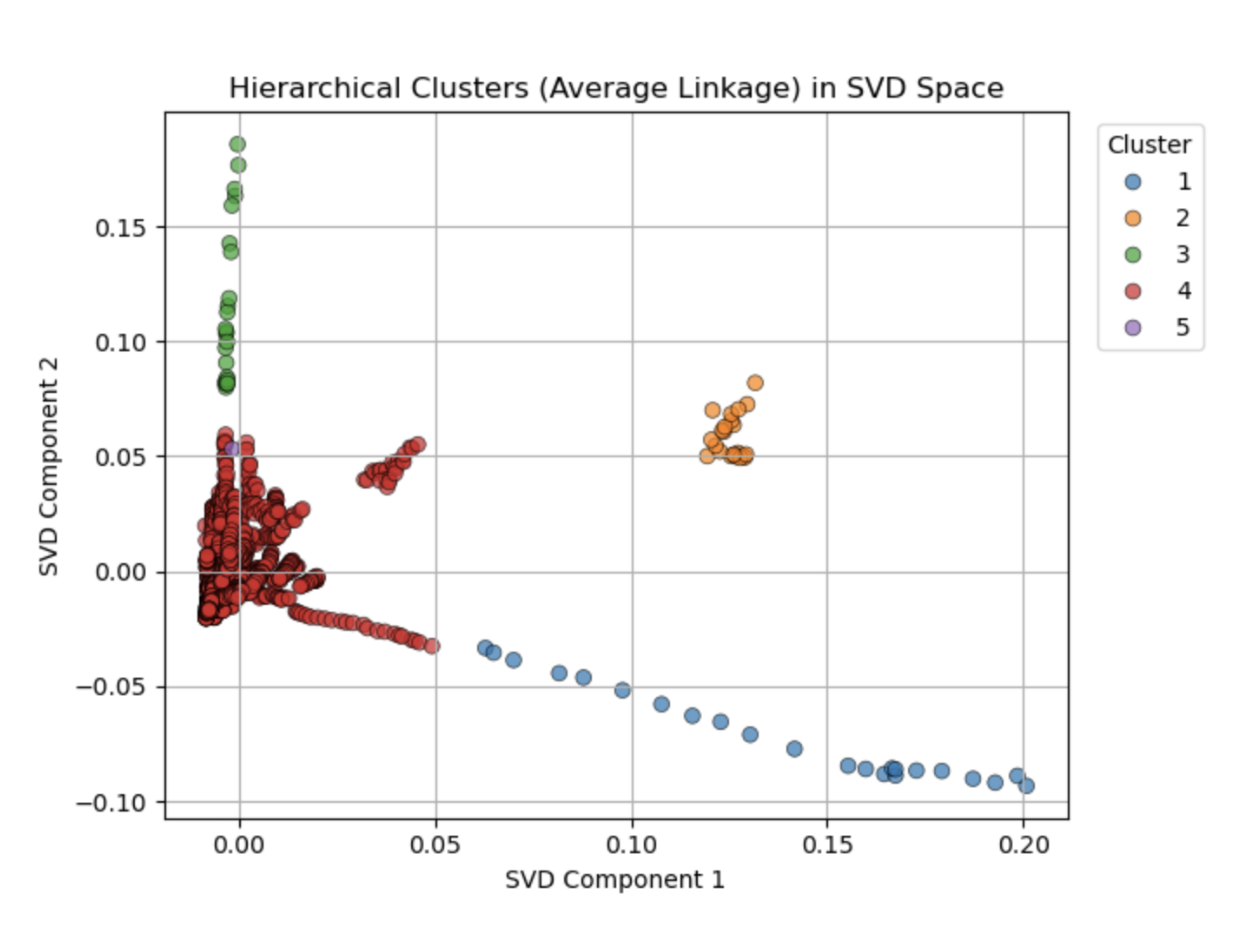 Hierarchical Clusters (Average Linkage) in SVD Space
Cluster
1
2
3
4
5
SVD Component 2
0.15
0.10
0.05
0.00
−0.05
−0.10
0.00 0.05 0.10 0.15 0.20
SVD Component 1